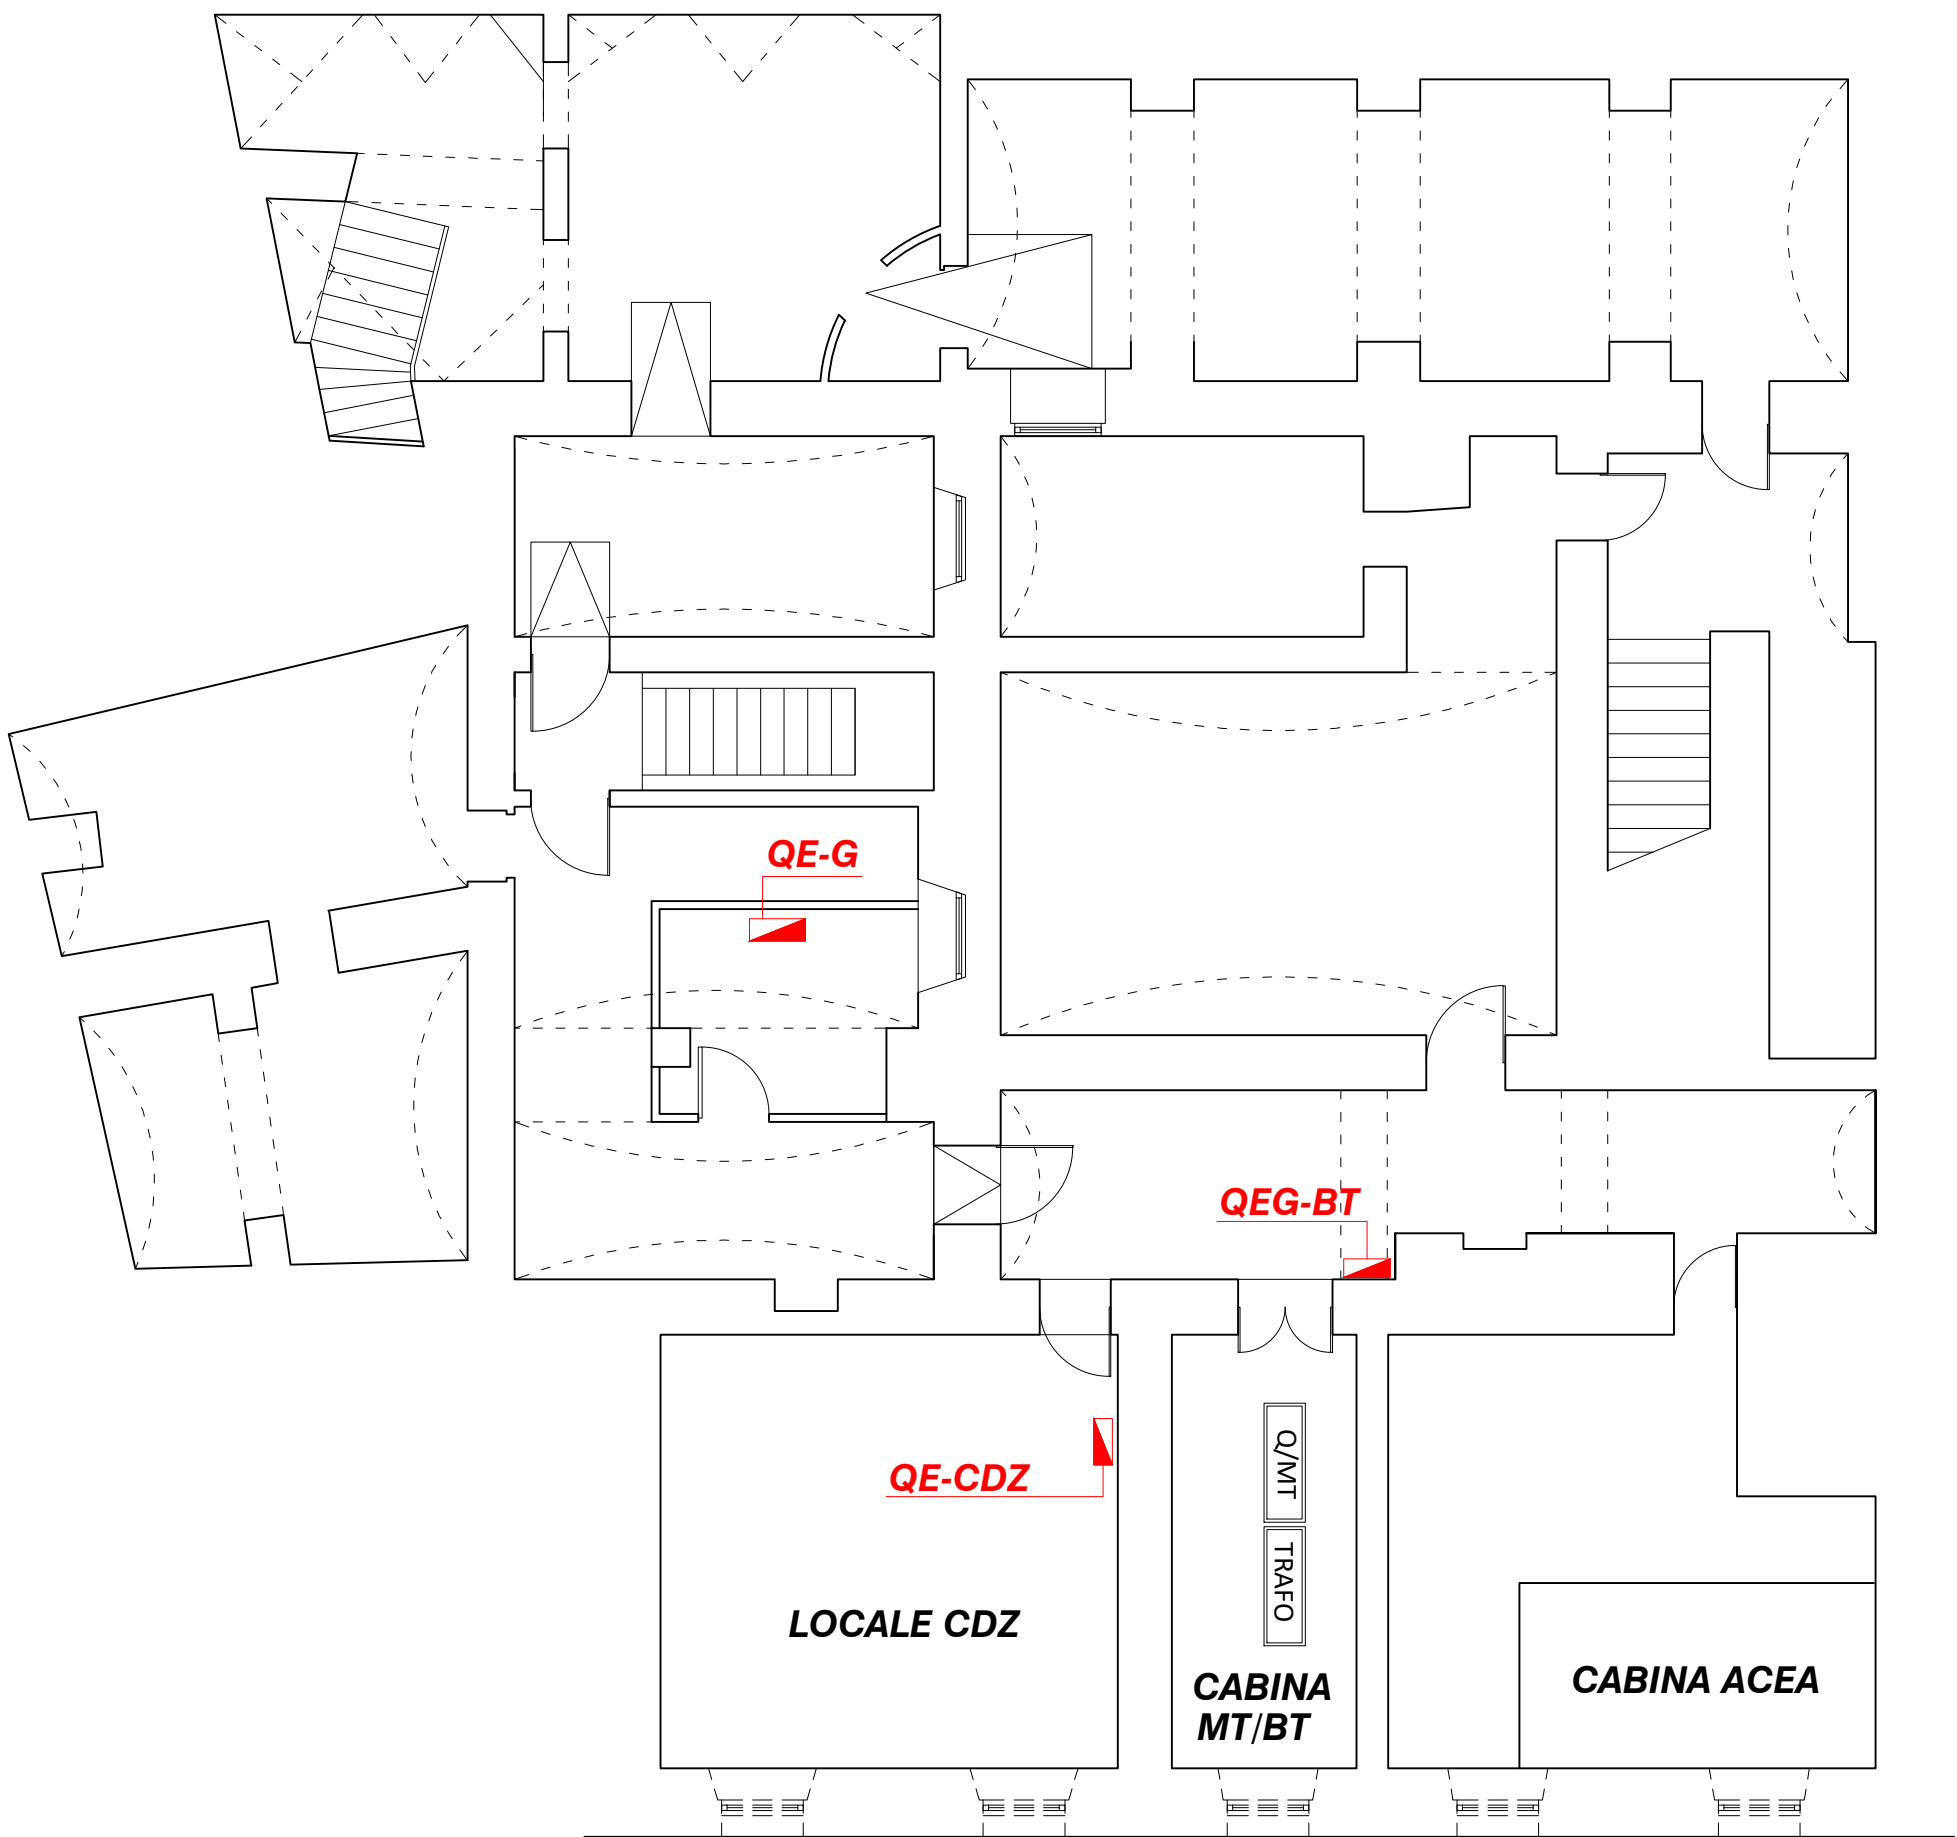 QE-G
QEG-BT
Q/MT
QE-CDZ
TRAFO
LOCALE CDZ
CABINA
MT/BT
CABINA ACEA